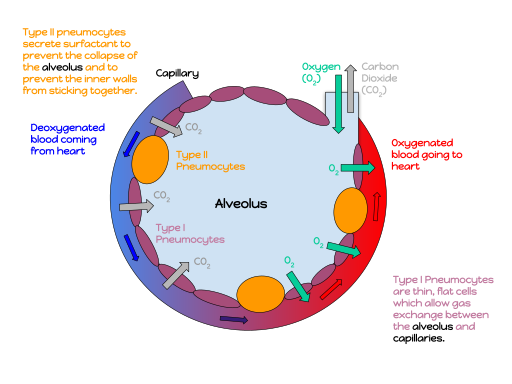 Type II pneumocytes
secrete surfactant to
prevent the collapse of
the alveolus and to
prevent the inner walls
from sticking together.
Capillary
Oxygen
(O2)
Carbon
Dioxide
(CO2)
Deoxygenated
blood coming
from heart
CO2
Type II
Pneumocytes
Oxygenated
blood going to
heart
O2
CO2
Alveolus
Type I
Pneumocytes
O2
CO2
O2
Type I Pneumocytes
are thin, flat cells
which allow gas
exchange between
the alveolus and
capillaries.